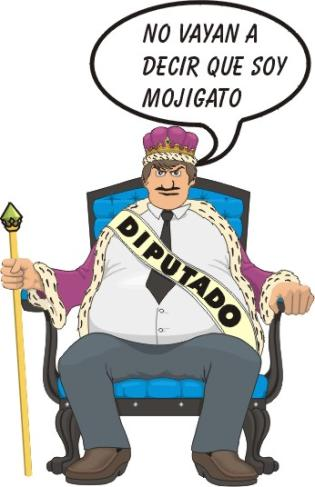 NO VAYAN A
DECIR QUE SOY
MOJIGATO
DIPUTADO